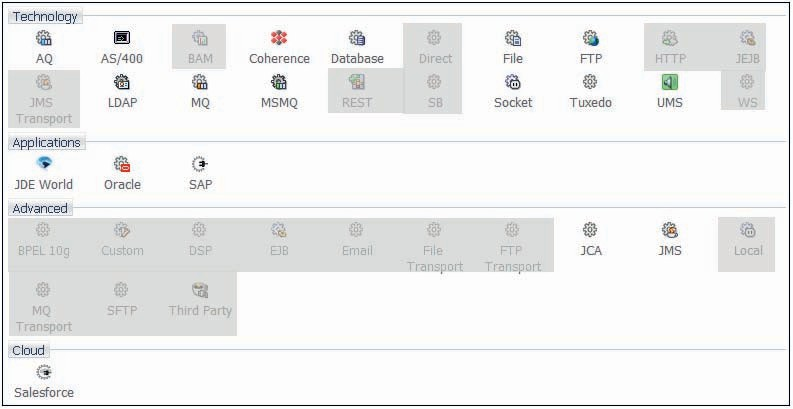 Technology
AQ AS/400 BAM Coherence Database Direct File FTP HTTP JEJB
JMS Transport LDAP MQ MSMQ REST SB Socket Tuxedo UMS WS
Applications
JDE World Oracle SAP
Advanced
BPEL 10g Custom DSP EJB Email File Transport FTP Transport JCA JMS Local
MQ Transport SFTP Third Party
Cloud
Salesforce